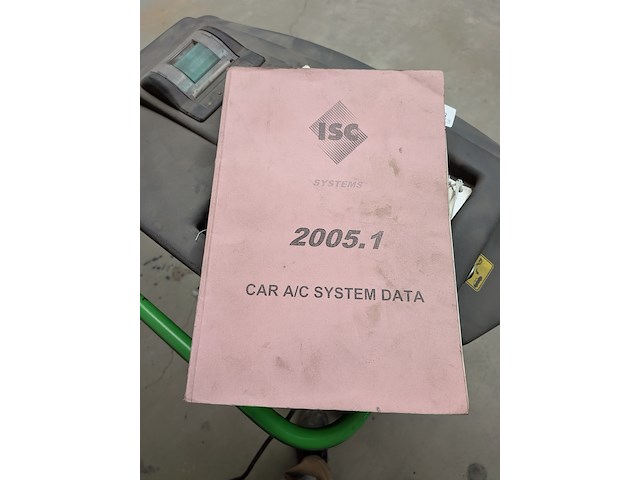 ISC
SYSTEMS
2005.1
CAR A/C SYSTEM DATA